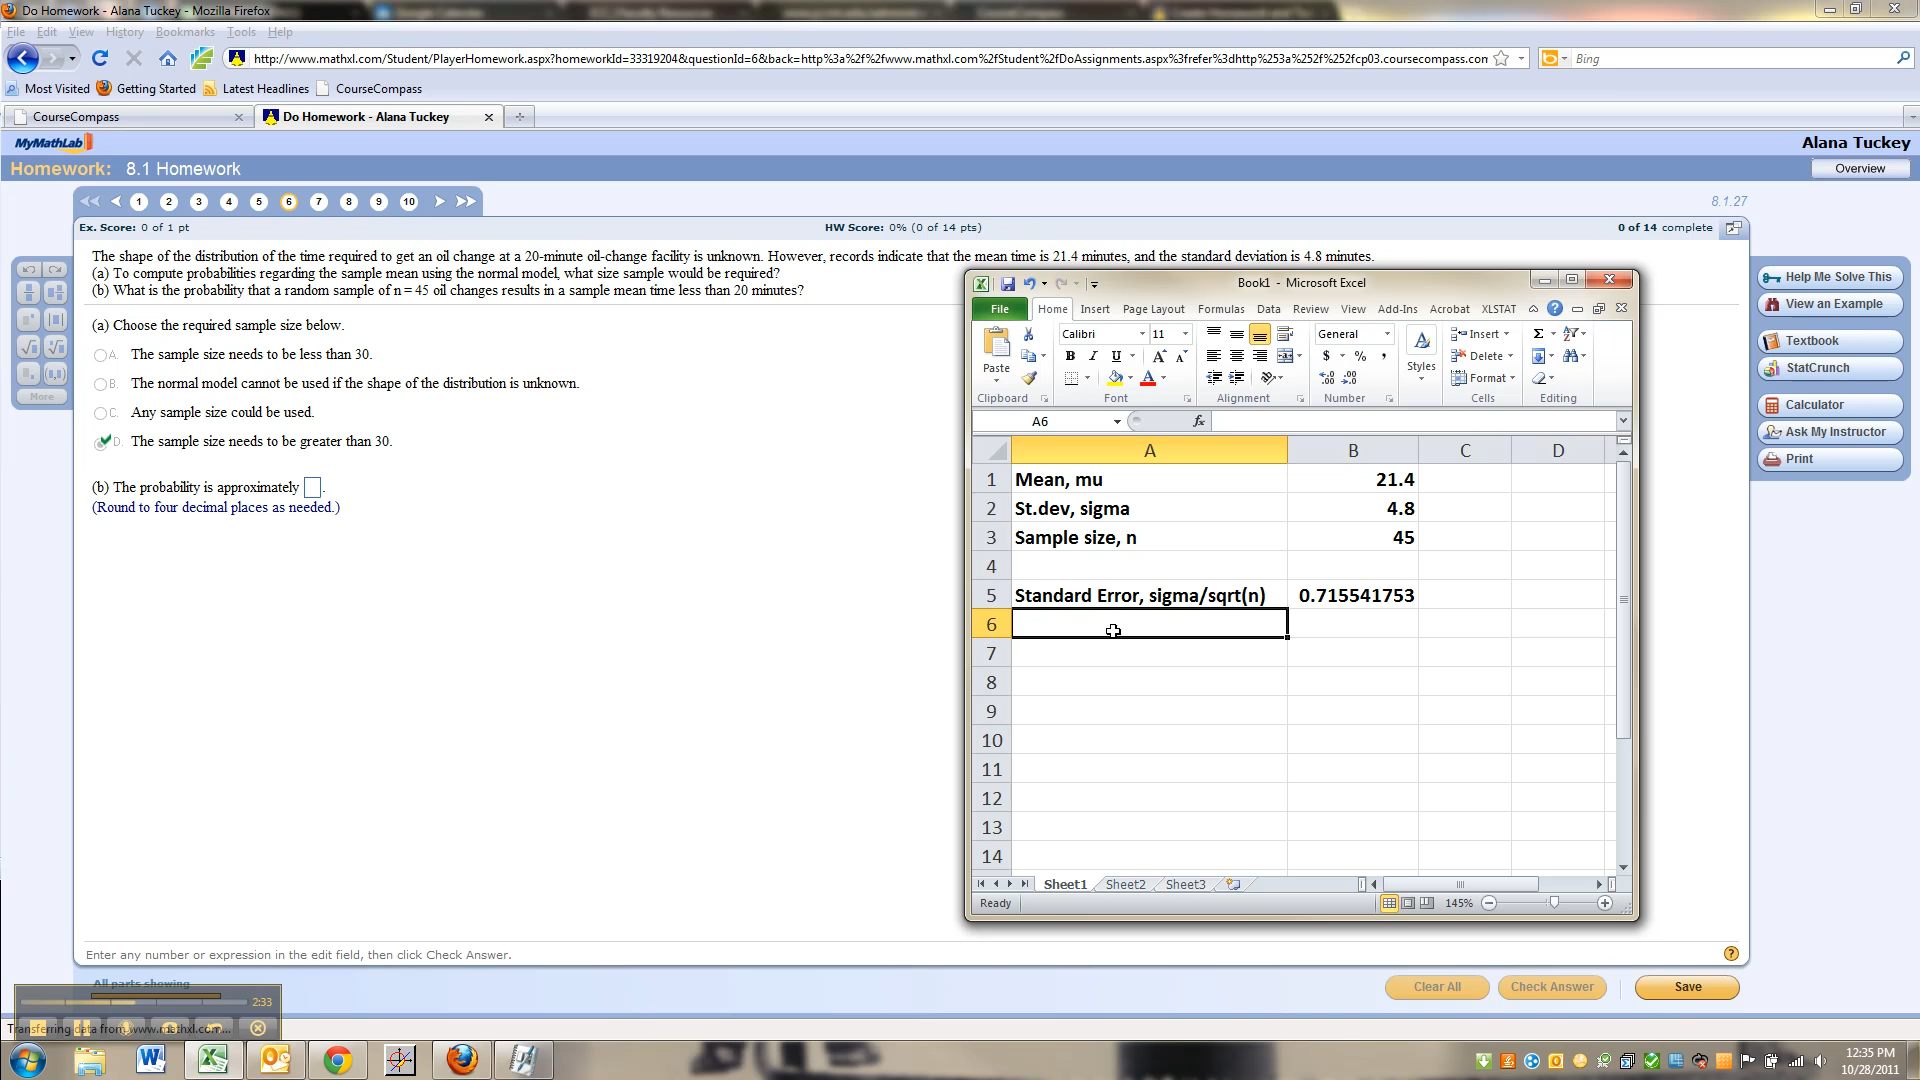 Do Homework - Alana Tuckey - Mozilla Firefox
File Edit View History Bookmarks Tools Help
http://www.mathxl.com/Student/PlayerHomework.aspx?homeworkId=33319204&questionId=6&back=http%3a%2f%2fwww.mathxl.com%2fStudent%2fDoAssignments.aspx%3frefer%3dhttp%253a%252f%252fcp03.coursecompass.com
Bing
Most Visited Getting Started Latest Headlines CourseCompass
CourseCompass
Do Homework - Alana Tuckey
MyMathLab
Alana Tuckey
Homework: 8.1 Homework
Overview
1 2 3 4 5 6 7 8 9 10
8.1.27
Ex. Score: 0 of 1 pt
HW Score: 0% (0 of 14 pts)
0 of 14 complete
The shape of the distribution of the time required to get an oil change at a 20-minute oil-change facility is unknown. However, records indicate that the mean time is 21.4 minutes, and the standard deviation is 4.8 minutes.
(a) To compute probabilities regarding the sample mean using the normal model, what size sample would be required?
(b) What is the probability that a random sample of n = 45 oil changes results in a sample mean time less than 20 minutes?
(a) Choose the required sample size below.
A. The sample size needs to be less than 30.
B. The normal model cannot be used if the shape of the distribution is unknown.
C. Any sample size could be used.
D. The sample size needs to be greater than 30.
(b) The probability is approximately .
(Round to four decimal places as needed.)
More
Help Me Solve This
View an Example
Textbook
StatCrunch
Calculator
Ask My Instructor
Print
Book1 - Microsoft Excel
File Home Insert Page Layout Formulas Data Review View Add-Ins Acrobat XLSTAT
Paste
Calibri 11
General
Styles
Insert
Delete
Format
Clipboard Font Alignment Number Cells Editing
A6
fx
A B C D
1 Mean, mu 21.4
2 St.dev, sigma 4.8
3 Sample size, n 45
4
5 Standard Error, sigma/sqrt(n) 0.715541753
6
7
8
9
10
11
12
13
14
Sheet1 Sheet2 Sheet3
Ready
145%
Enter any number or expression in the edit field, then click Check Answer.
All parts showing
Clear All
Check Answer
Save
2:33
Transferring data from www.mathxl.com...
12:35 PM
10/28/2011